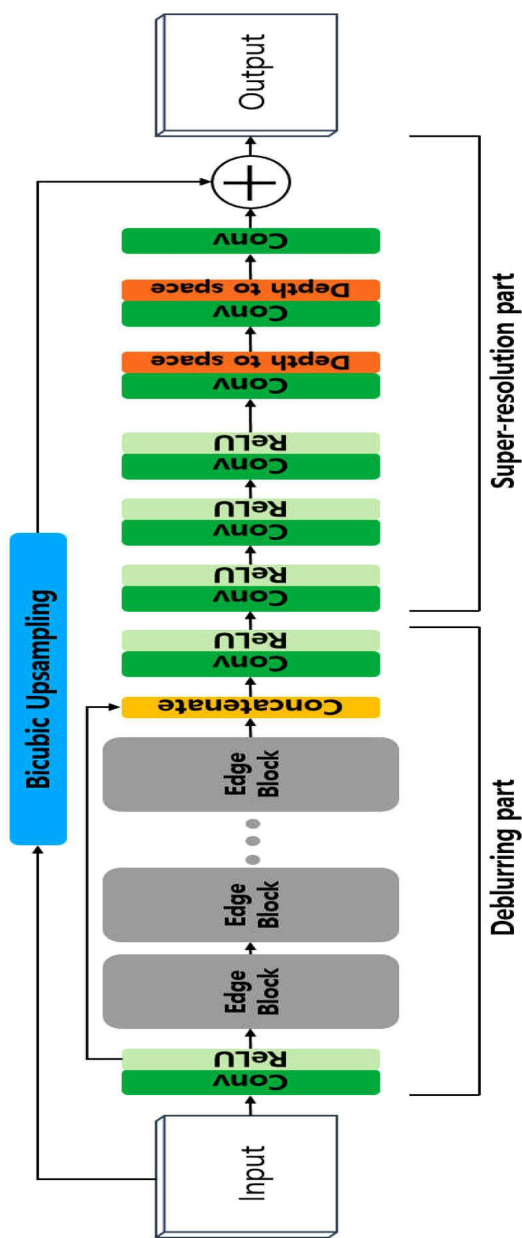 Bicubic Upsampling
Input
Conv
ReLU
Edge
Block
Edge
Block
Edge
Block
Concatenate
Conv
ReLU
Conv
ReLU
Conv
ReLU
Conv
ReLU
Conv
Depth to space
Conv
Depth to space
Conv
Output
Deblurring part
Super-resolution part